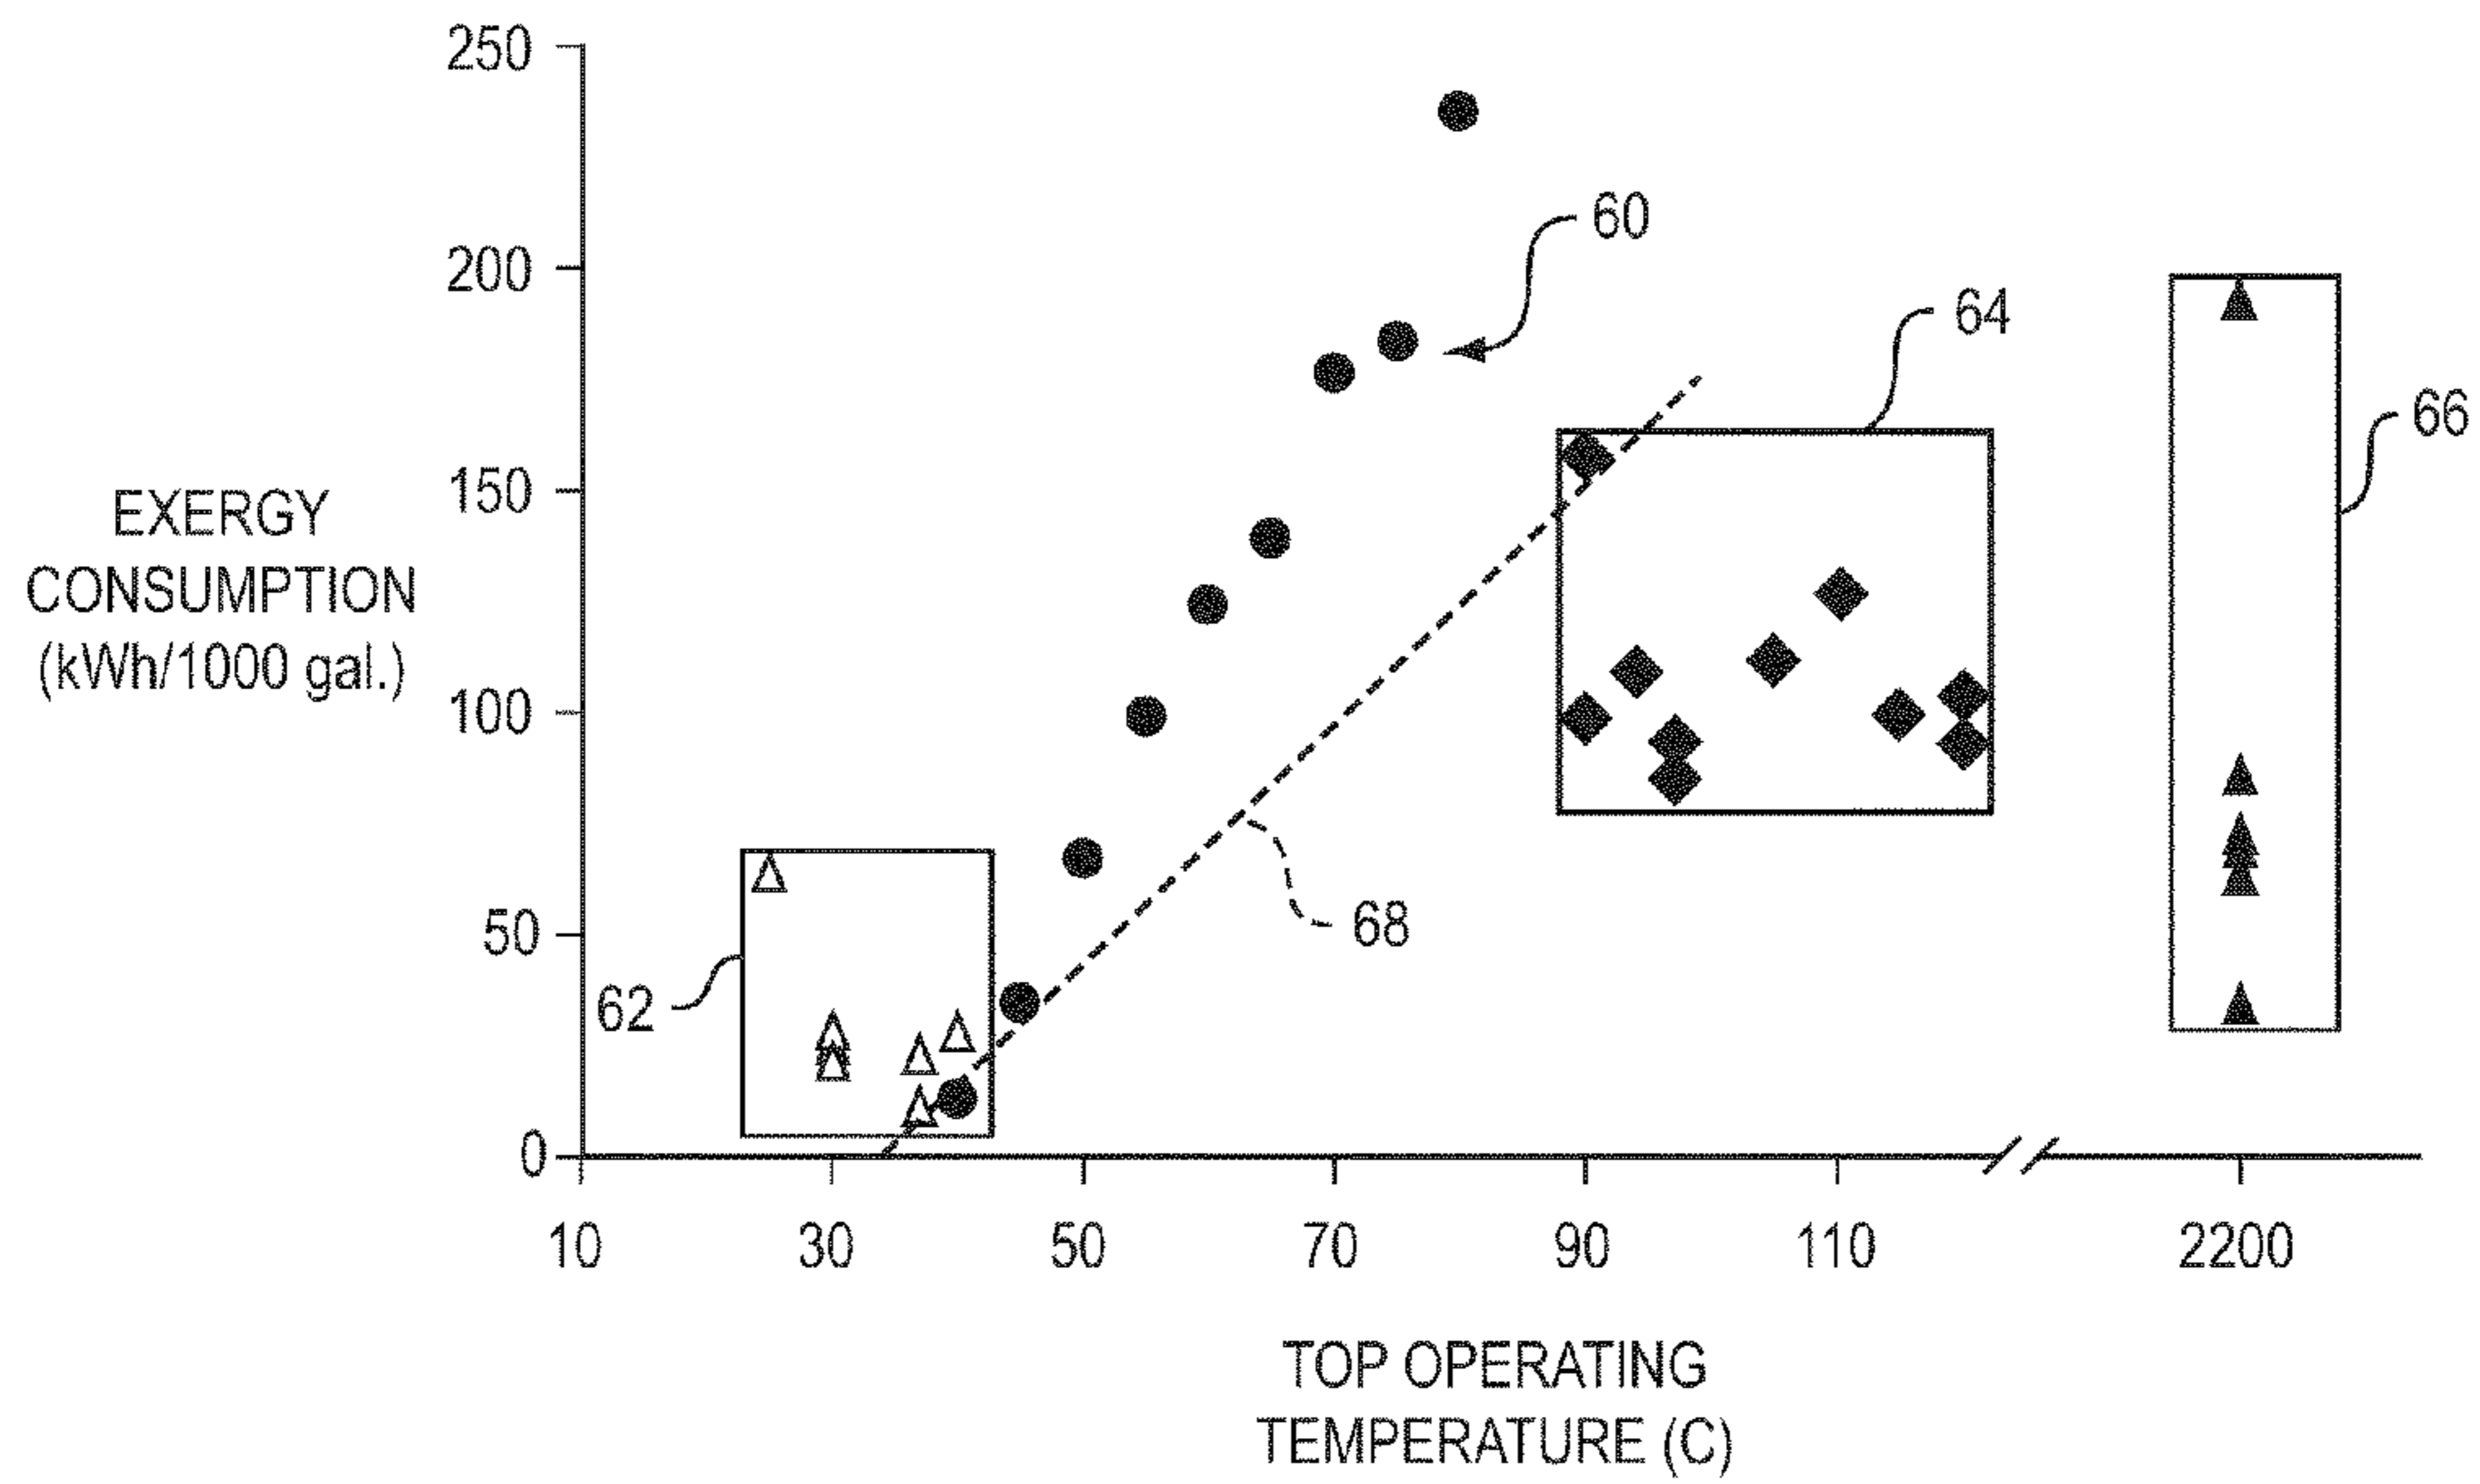 250
200
150
100
50
0
EXERGY
CONSUMPTION
(kWh/1000 gal.)
60
64
66
62
68
10 30 50 70 90 110 2200
TOP OPERATING
TEMPERATURE (C)